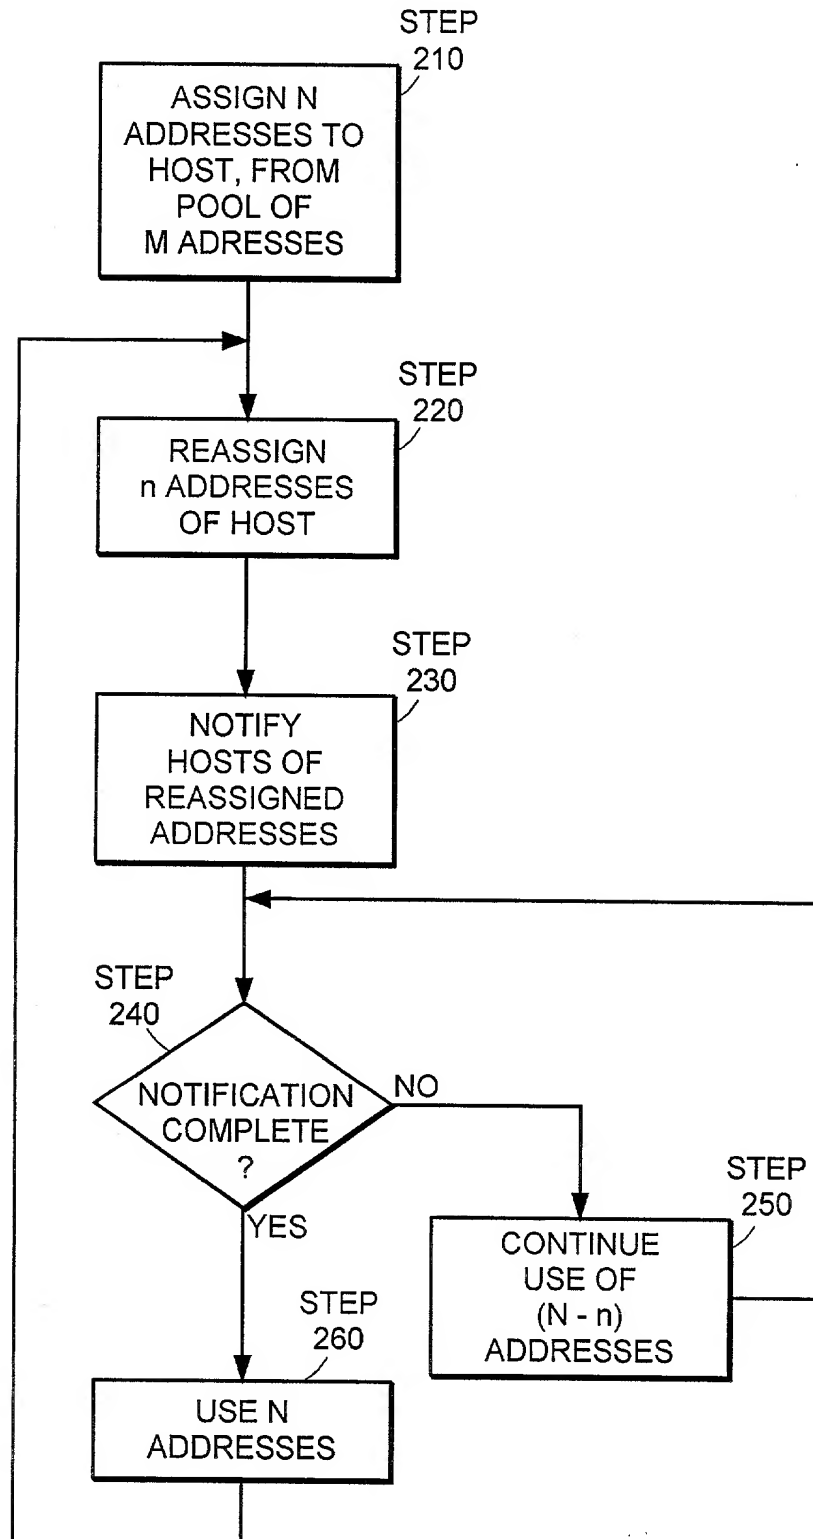 STEP
210
ASSIGN N
ADDRESSES TO
HOST, FROM
POOL OF
M ADRESSES
STEP
220
REASSIGN
n ADDRESSES
OF HOST
STEP
230
NOTIFY
HOSTS OF
REASSIGNED
ADDRESSES
STEP
240
NOTIFICATION
COMPLETE
?
NO
YES
STEP
250
CONTINUE
USE OF
(N - n)
ADDRESSES
STEP
260
USE N
ADDRESSES